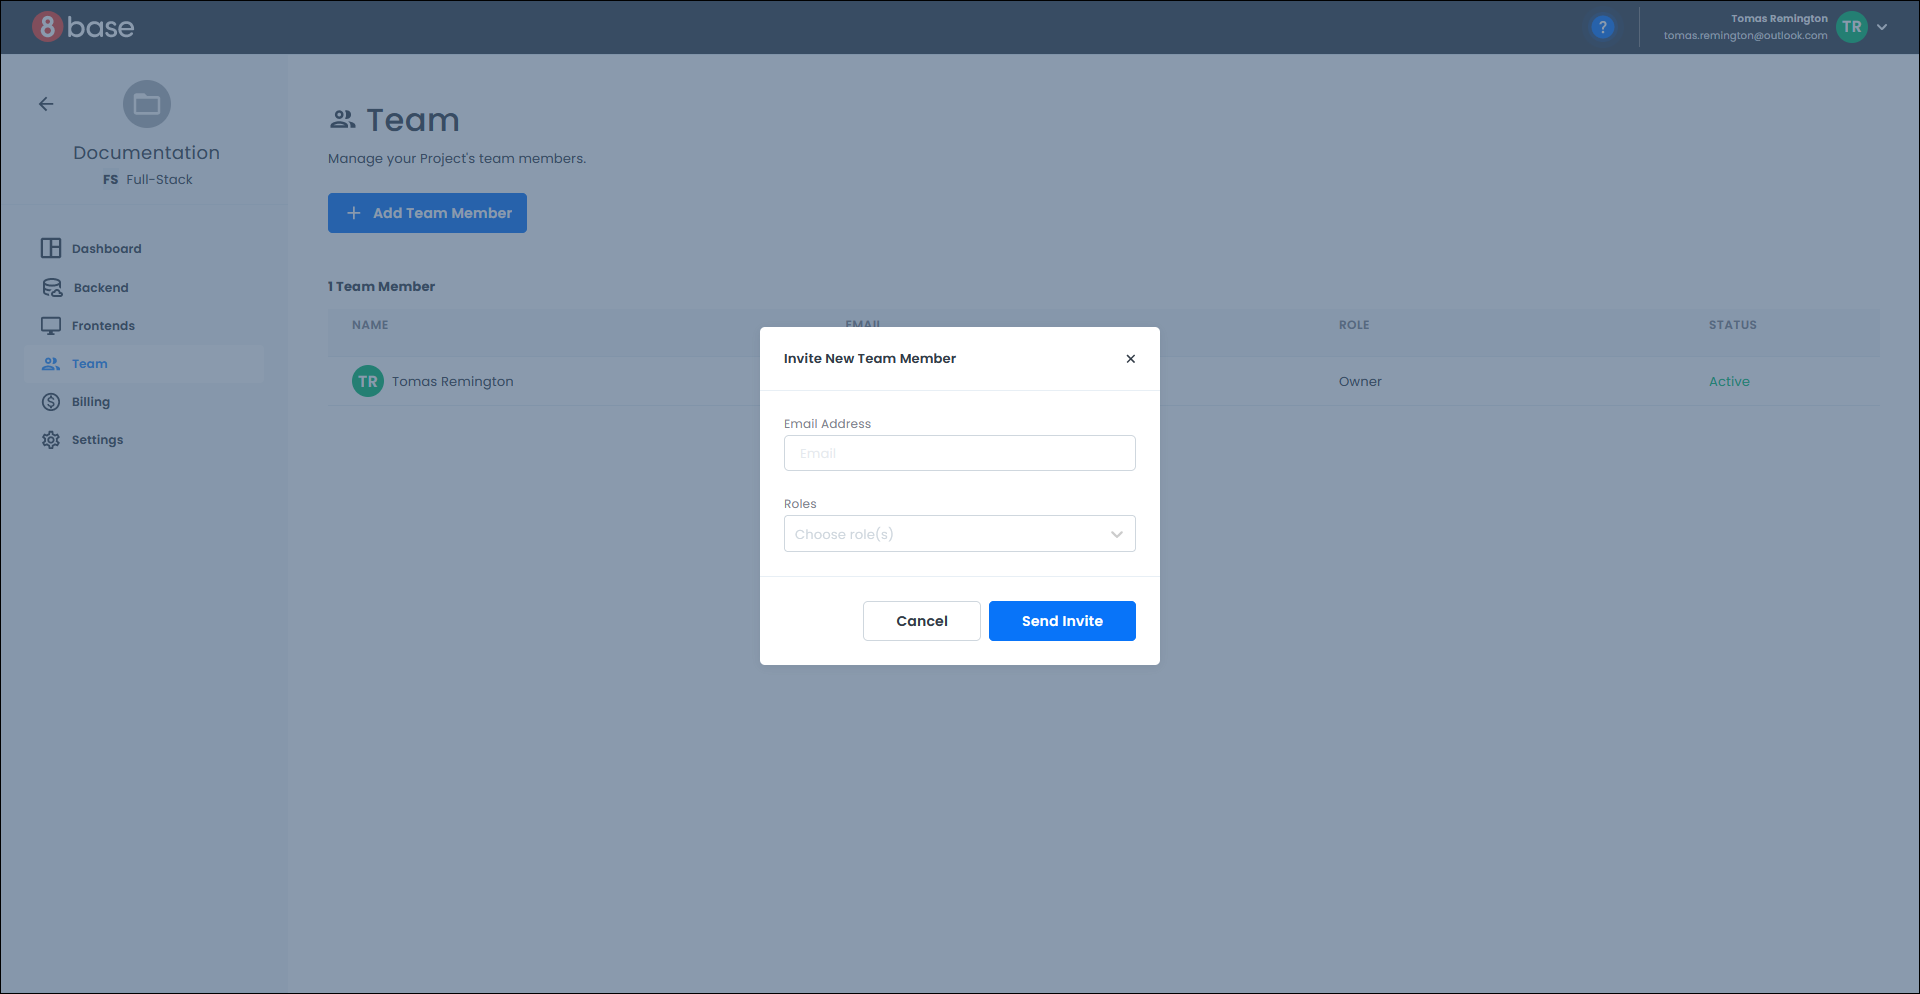 8base
?
Tomas Remington
tomas.remington@outlook.com
TR
Documentation
FS Full-Stack
Dashboard
Backend
Frontends
Team
Billing
Settings
Team
Manage your Project's team members.
+ Add Team Member
1 Team Member
NAME EMAIL ROLE STATUS
TR Tomas Remington Owner Active
Invite New Team Member
Email Address
Email
Roles
Choose role(s)
Cancel Send Invite